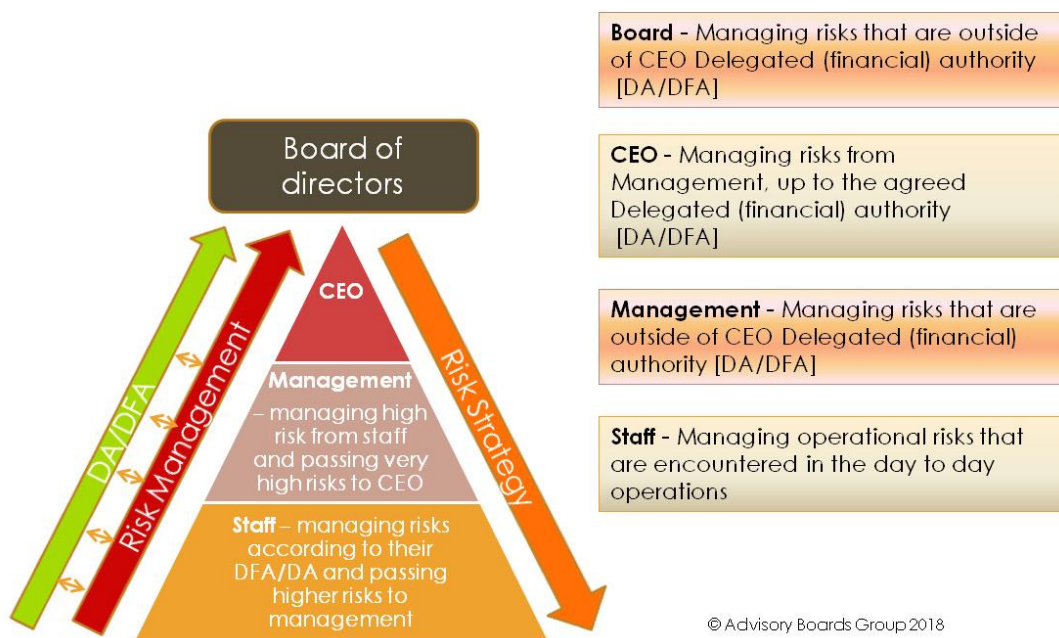 Board of
directors
CEO
Management
– managing high
risk from staff
and passing very
high risks to CEO
Staff – managing risks
according to their
DFA/DA and passing
higher risks to
management
DA/DFA
Risk Management
Risk Strategy
Board - Managing risks that are outside
of CEO Delegated (financial) authority
[DA/DFA]
CEO - Managing risks from
Management, up to the agreed
Delegated (financial) authority
[DA/DFA]
Management - Managing risks that are
outside of CEO Delegated (financial)
authority [DA/DFA]
Staff - Managing operational risks that
are encountered in the day to day
operations
© Advisory Boards Group 2018